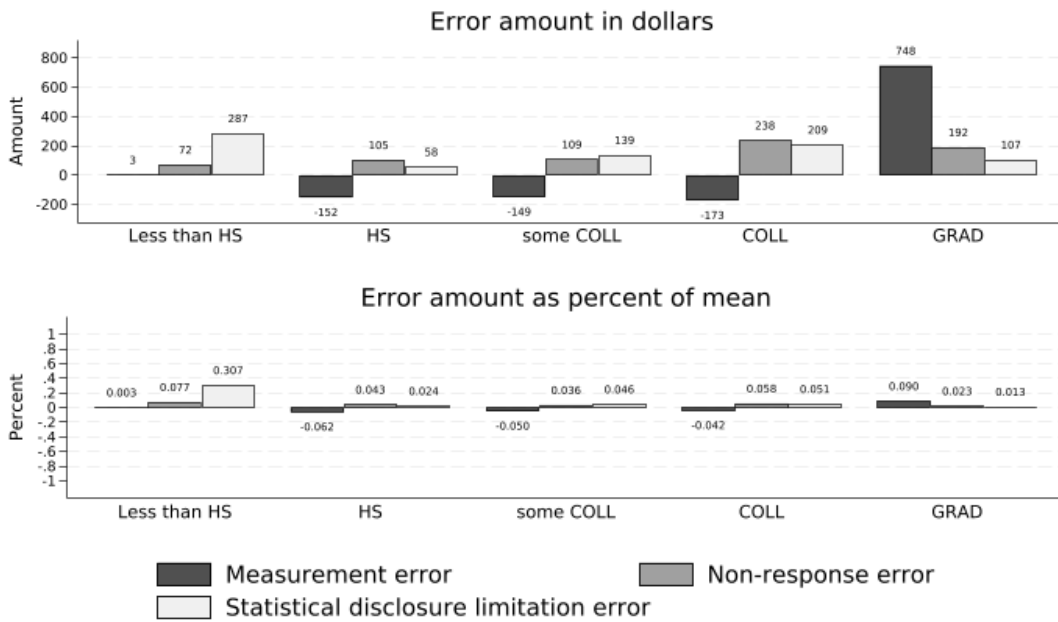 Error amount in dollars
Amount
800
600
400
200
0
-200
3 72 287 -152 105 58 -149 109 139 -173 238 209 748 192 107
Less than HS HS some COLL COLL GRAD
Error amount as percent of mean
Percent
1
.8
.6
.4
.2
0
-.2
-.4
-.6
-.8
-1
0.003 0.077 0.307 -0.062 0.043 0.024 -0.050 0.036 0.046 -0.042 0.058 0.051 0.090 0.023 0.013
Less than HS HS some COLL COLL GRAD
Measurement error Non-response error
Statistical disclosure limitation error